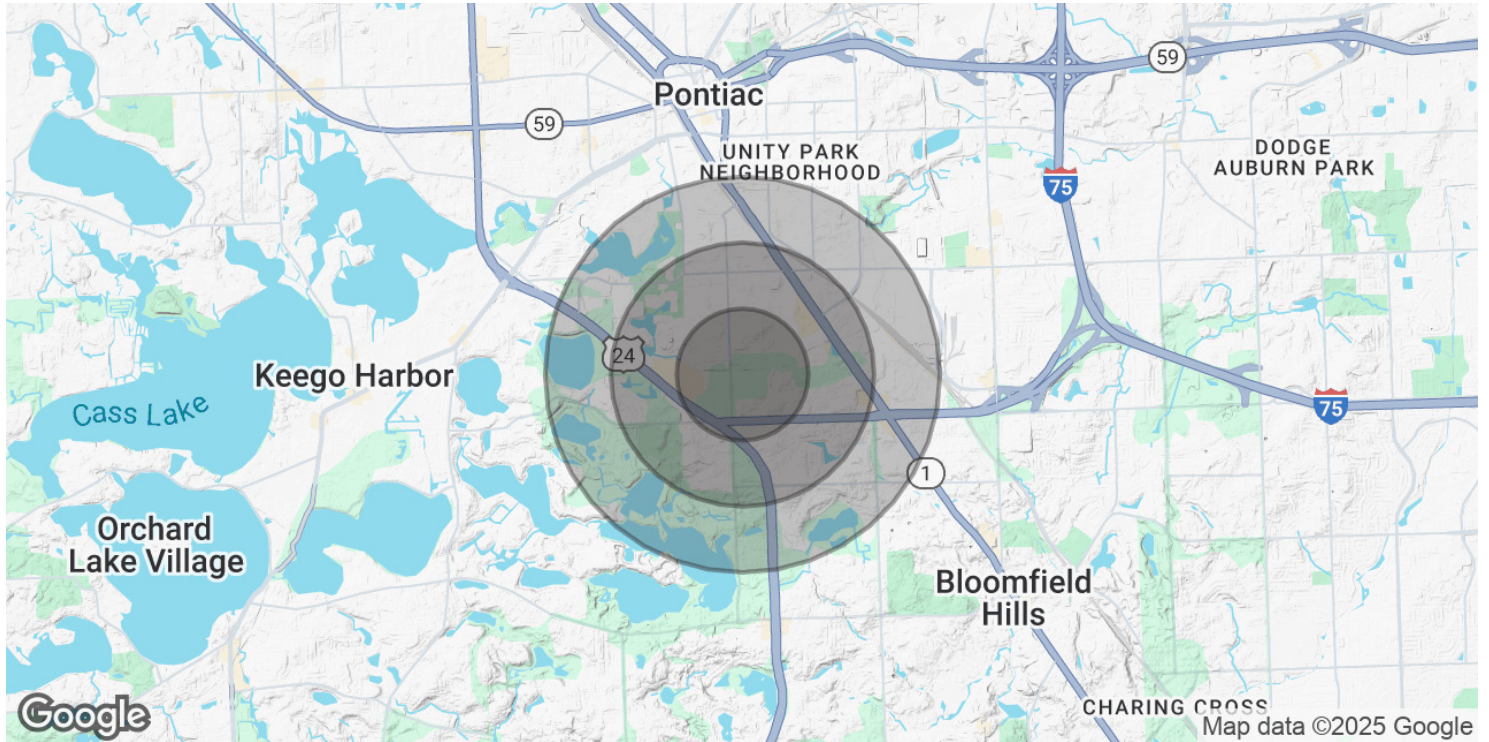 59
Pontiac
59
UNITY PARK
NEIGHBORHOOD
DODGE
AUBURN PARK
75
24
Keego Harbor
Cass Lake
75
1
Orchard
Lake Village
Bloomfield
Hills
CHARING CROSS
Google
Map data ©2025 Google